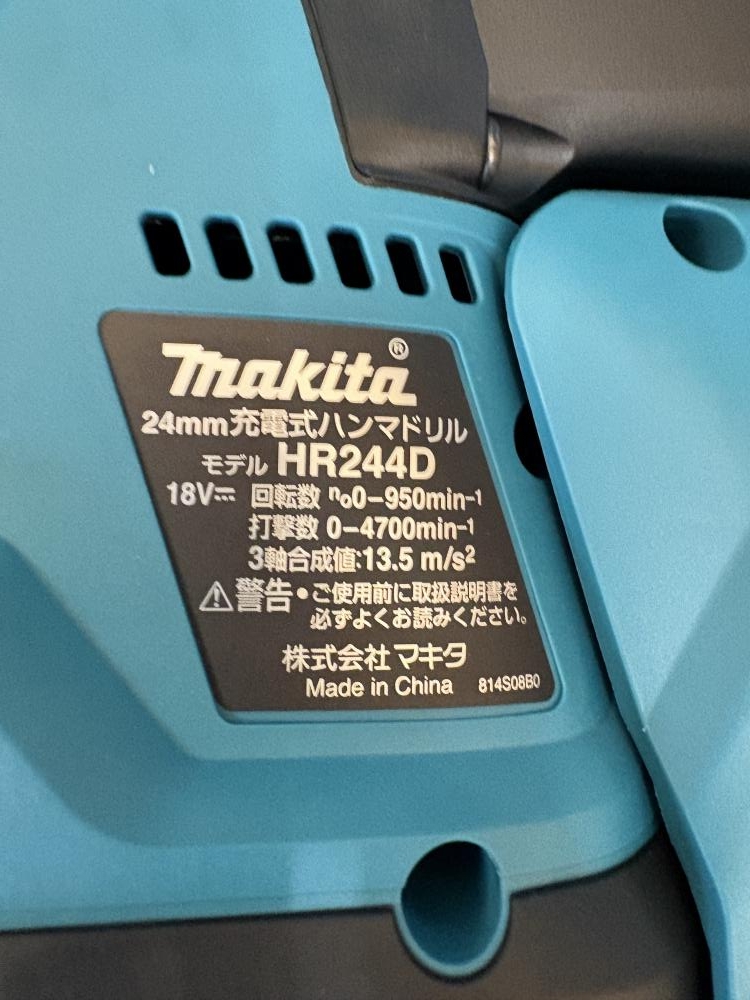 makita®
24mm充電式ハンマドリル
モデル HR244D
18V⎓ 回転数 n₀0-950min⁻¹
打撃数 0-4700min⁻¹
3軸合成値:13.5 m/s²
⚠警告•ご使用前に取扱説明書を
必ずよくお読みください。
株式会社 マキタ
Made in China 814S08B0